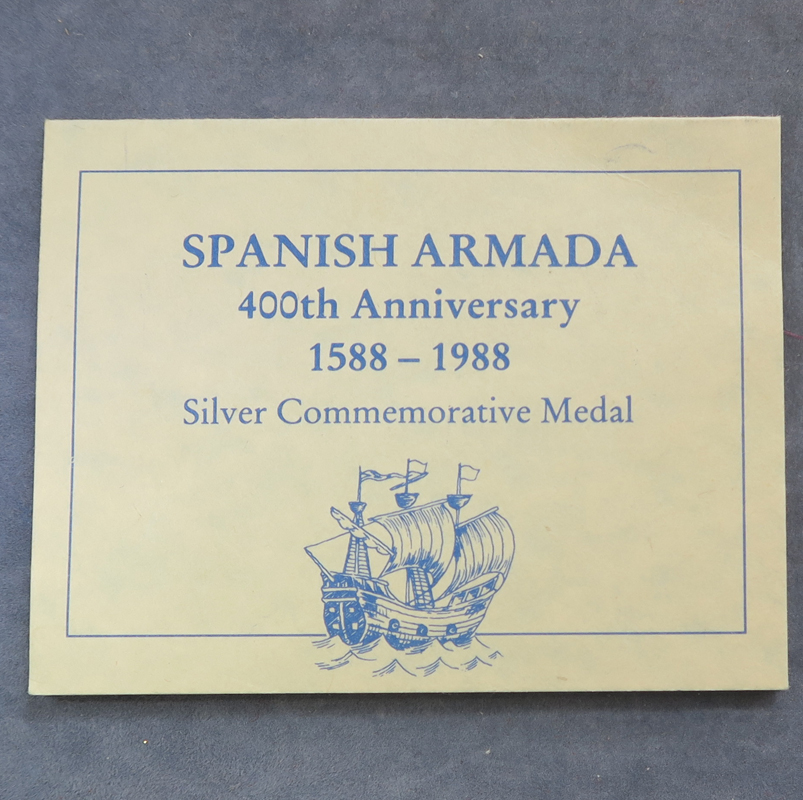 SPANISH ARMADA
400th Anniversary
1588 – 1988
Silver Commemorative Medal